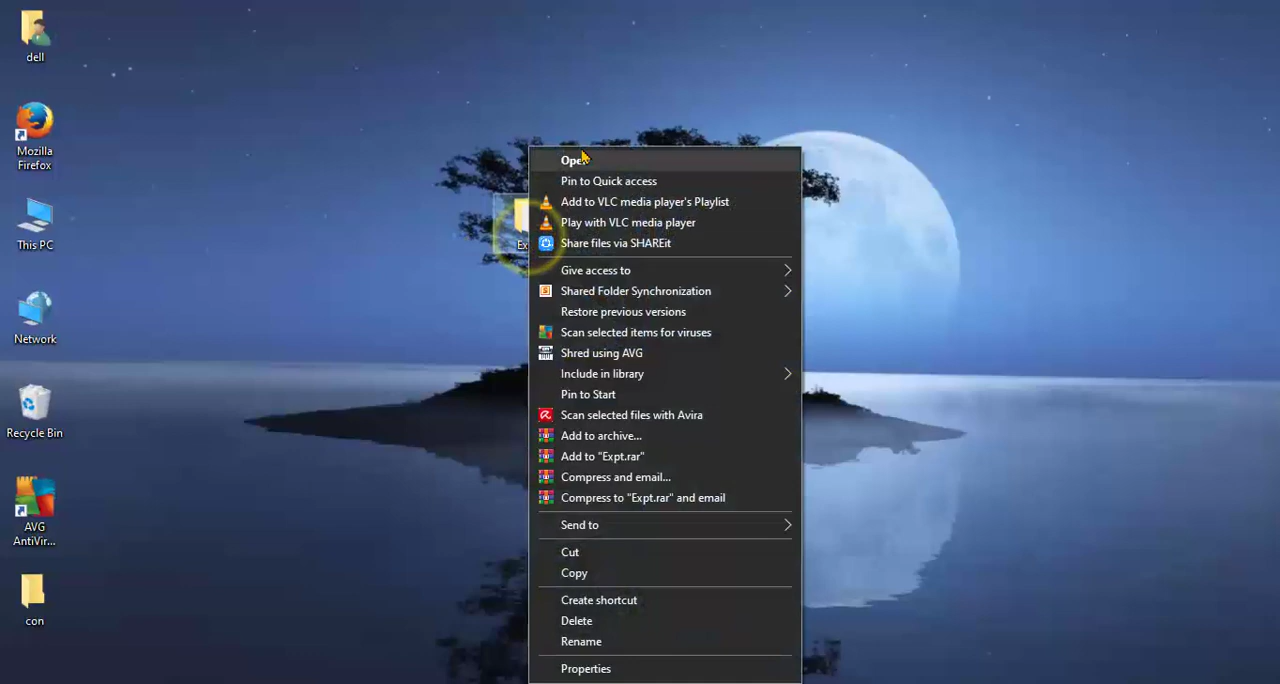 dell
Mozilla
Firefox
This PC
Network
Recycle Bin
AVG
AntiVir...
con
Open
Pin to Quick access
Add to VLC media player's Playlist
Play with VLC media player
Share files via SHAREit
Give access to
Shared Folder Synchronization
Restore previous versions
Scan selected items for viruses
Shred using AVG
Include in library
Pin to Start
Scan selected files with Avira
Add to archive...
Add to "Expt.rar"
Compress and email...
Compress to "Expt.rar" and email
Send to
Cut
Copy
Create shortcut
Delete
Rename
Properties